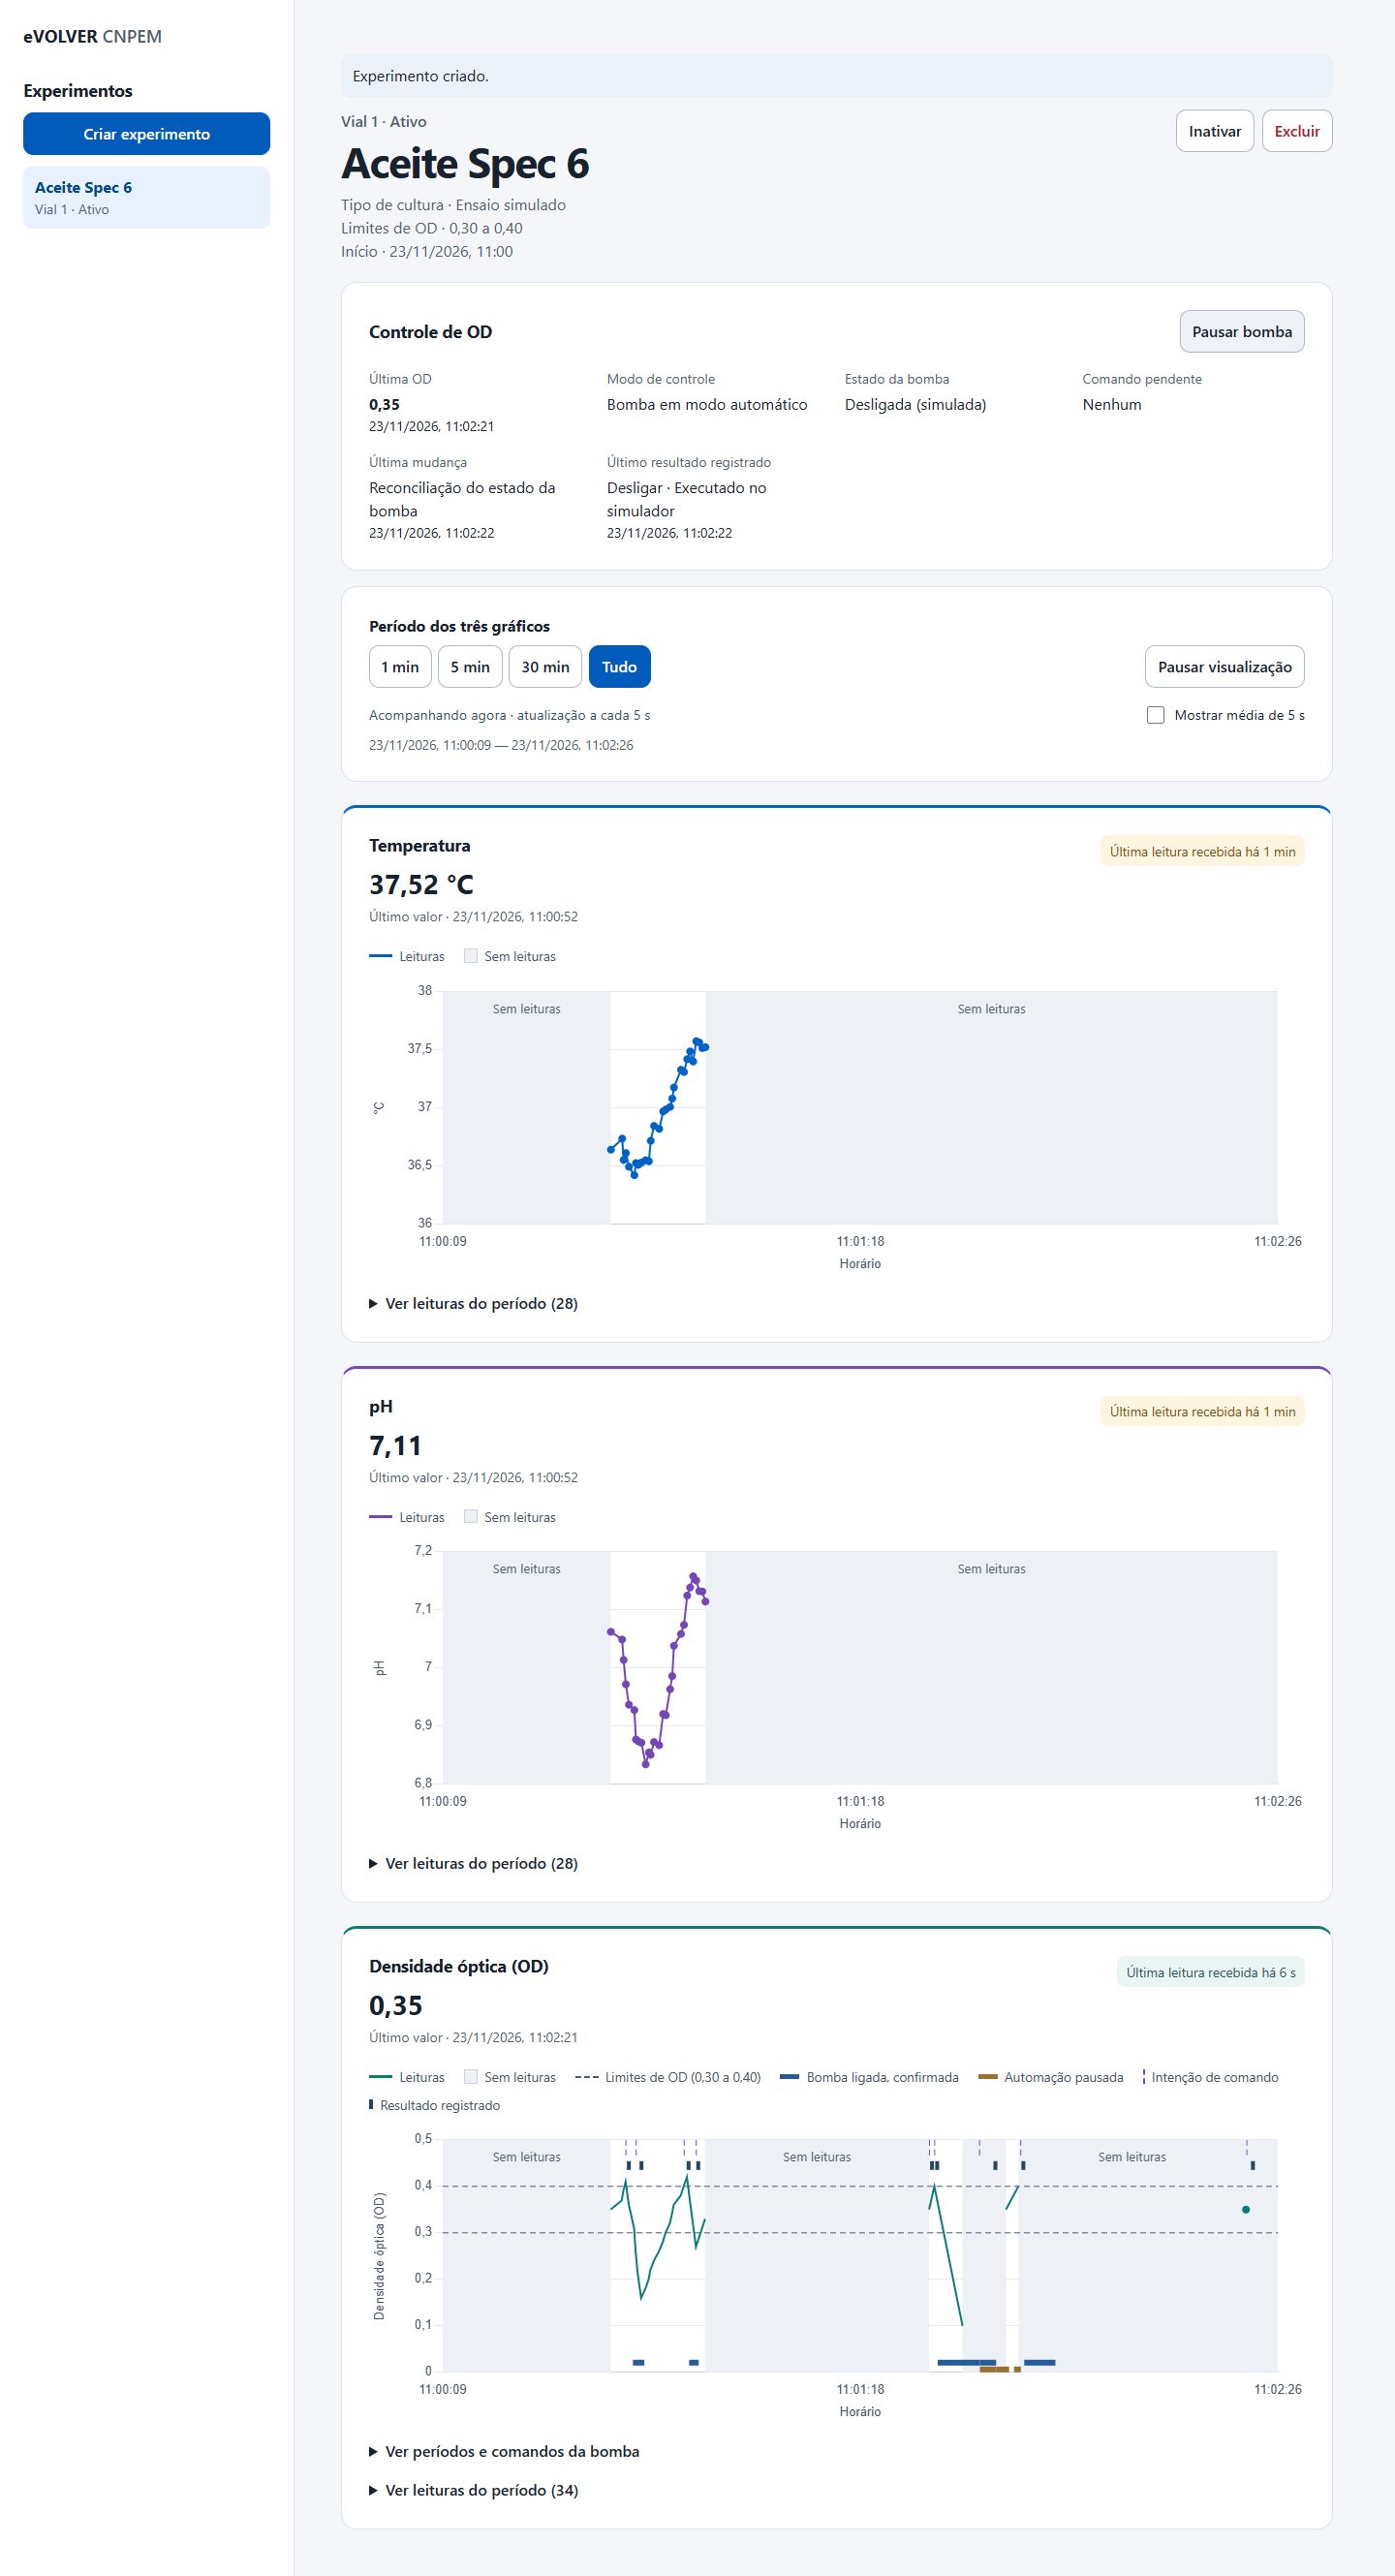 eVOLVER CNPEM
Experimentos
Criar experimento
Aceite Spec 6
Vial 1 · Ativo
Experimento criado.
Vial 1 · Ativo
Inativar
Excluir
Aceite Spec 6
Tipo de cultura · Ensaio simulado
Limites de OD · 0,30 a 0,40
Início · 23/11/2026, 11:00
Controle de OD
Pausar bomba
Última OD
0,35
23/11/2026, 11:02:21
Modo de controle
Bomba em modo automático
Estado da bomba
Desligada (simulada)
Comando pendente
Nenhum
Última mudança
Reconciliação do estado da
bomba
23/11/2026, 11:02:22
Último resultado registrado
Desligar · Executado no
simulador
23/11/2026, 11:02:22
Período dos três gráficos
1 min
5 min
30 min
Tudo
Pausar visualização
Acompanhando agora · atualização a cada 5 s
Mostrar média de 5 s
23/11/2026, 11:00:09 — 23/11/2026, 11:02:26
Temperatura
Última leitura recebida há 1 min
37,52 °C
Último valor · 23/11/2026, 11:00:52
Leituras
Sem leituras
38
Sem leituras
Sem leituras
37,5
37
°C
36,5
36
11:00:09
11:01:18
11:02:26
Horário
▶ Ver leituras do período (28)
pH
Última leitura recebida há 1 min
7,11
Último valor · 23/11/2026, 11:00:52
Leituras
Sem leituras
7,2
Sem leituras
Sem leituras
7,1
7
pH
6,9
6,8
11:00:09
11:01:18
11:02:26
Horário
▶ Ver leituras do período (28)
Densidade óptica (OD)
Última leitura recebida há 6 s
0,35
Último valor · 23/11/2026, 11:02:21
Leituras
Sem leituras
Limites de OD (0,30 a 0,40)
Bomba ligada, confirmada
Automação pausada
Intenção de comando
Resultado registrado
0,5
Sem leituras
Sem leituras
Sem leituras
0,4
0,3
Densidade óptica (OD)
0,2
0,1
0
11:00:09
11:01:18
11:02:26
Horário
▶ Ver períodos e comandos da bomba
▶ Ver leituras do período (34)